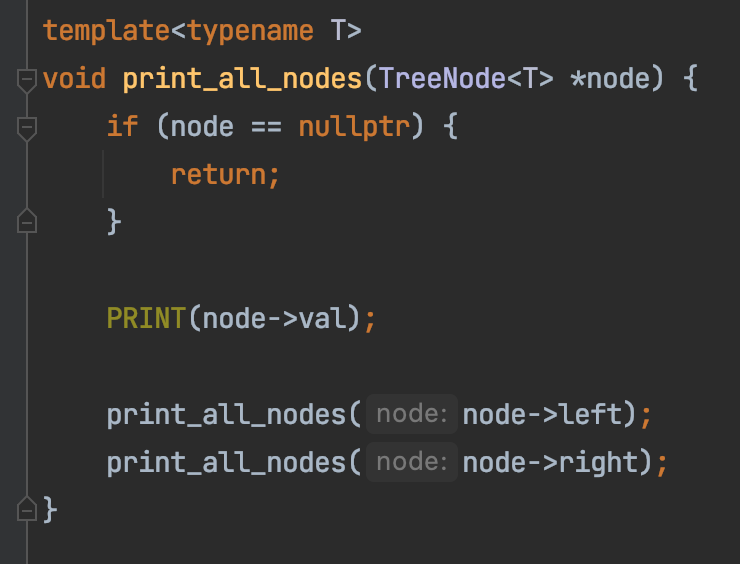 template<typename T>
void print_all_nodes(TreeNode<T> *node) {
    if (node == nullptr) {
        return;
    }

    PRINT(node->val);

    print_all_nodes( node: node->left);
    print_all_nodes( node: node->right);
}